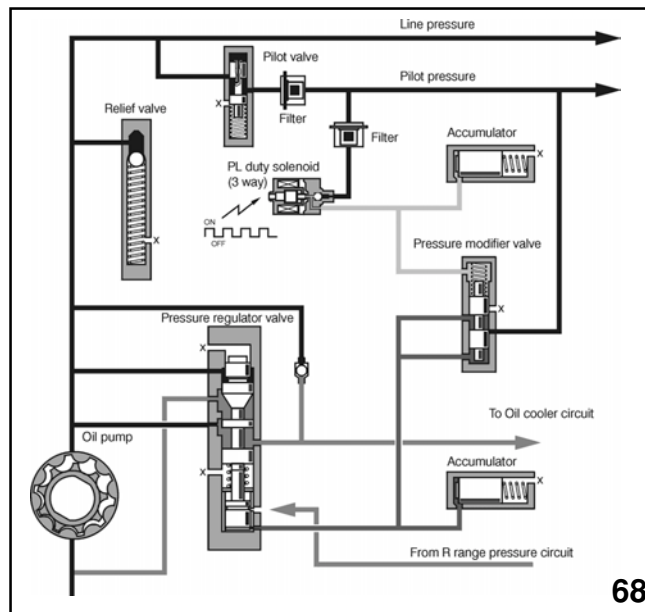 Line pressure
Pilot valve
Pilot pressure
x
Filter
Relief valve
Filter
Accumulator
x
PL duty solenoid
(3 way)
ON
OFF
x
Pressure modifier valve
x
Pressure regulator valve
x
To Oil cooler circuit
Oil pump
Accumulator
x
x
From R range pressure circuit
68